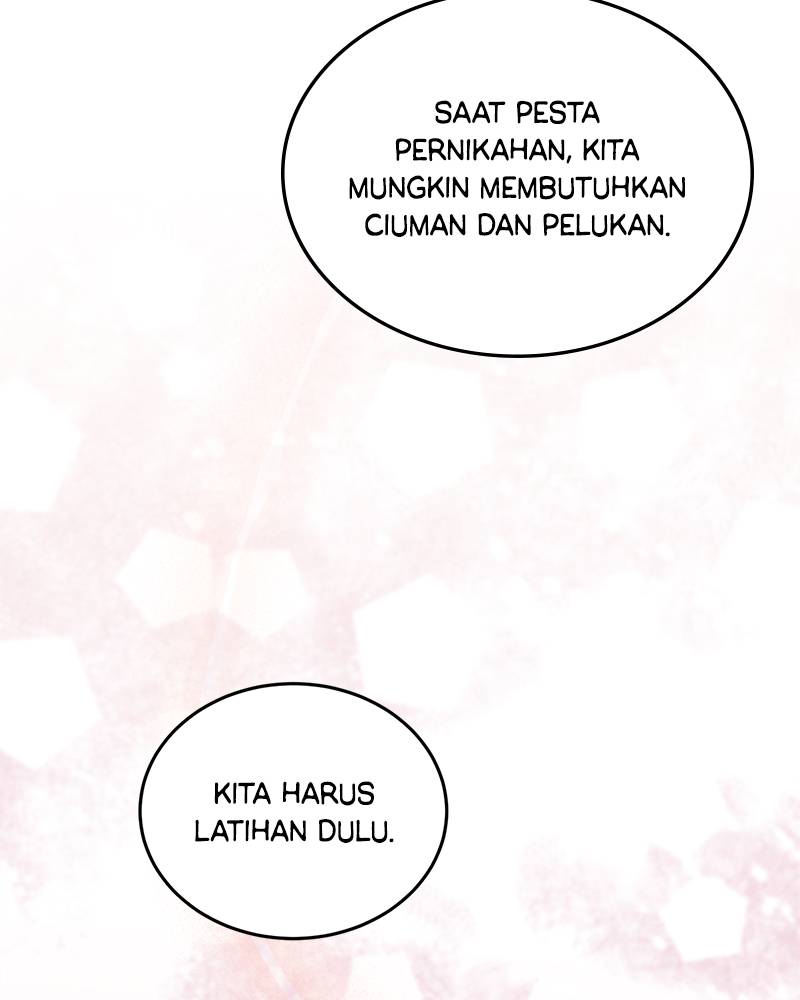 SAAT PESTA
PERNIKAHAN, KITA
MUNGKIN MEMBUTUHKAN
CIUMAN DAN PELUKAN.
KITA HARUS
LATIHAN DULU.